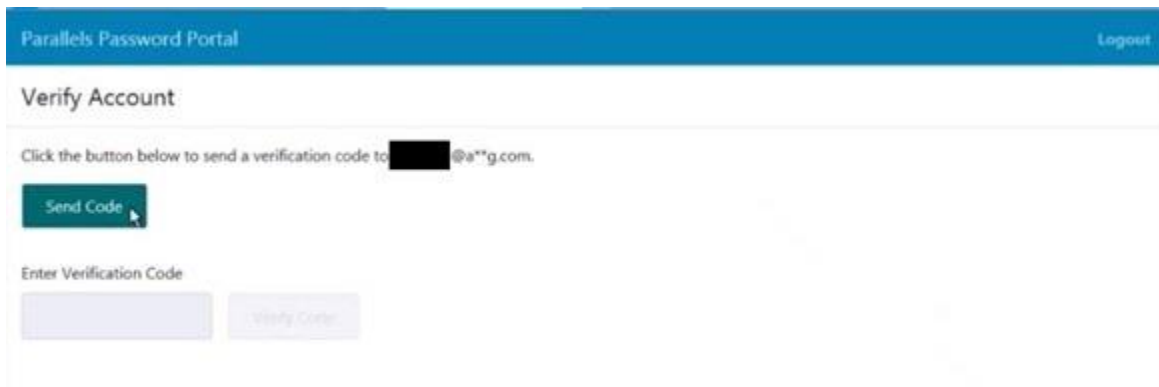 Parallels Password Portal
Logout
Verify Account
Click the button below to send a verification code to @a**g.com.
Send Code
Enter Verification Code
Verify Code